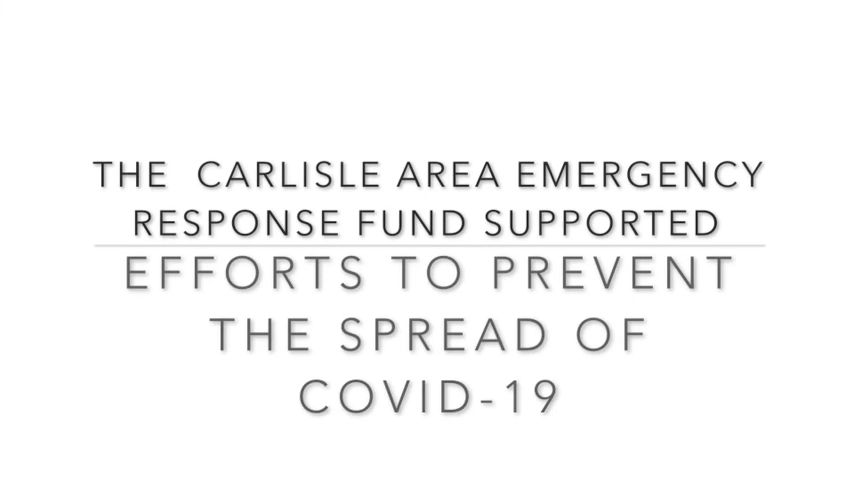 THE CARLISLE AREA EMERGENCY
RESPONSE FUND SUPPORTED
EFFORTS TO PREVENT
THE SPREAD OF
COVID-19